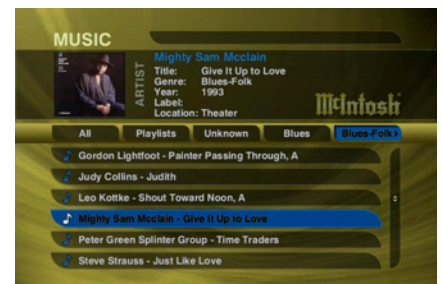 MUSIC
ARTIST
Mighty Sam Mcclain
Title: Give It Up to Love
Genre: Blues-Folk
Year: 1993
Label:
Location: Theater
McIntosh
All Playlists Unknown Blues Blues-Folk
Gordon Lightfoot - Painter Passing Through, A
Judy Collins - Judith
Leo Kottke - Shout Toward Noon, A
Mighty Sam Mcclain - Give It Up to Love
Peter Green Splinter Group - Time Traders
Steve Strauss - Just Like Love